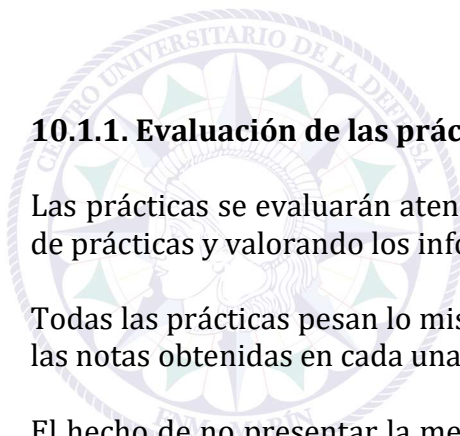 CENTRO UNIVERSITARIO DE LA DEFENSA
10.1.1. Evaluación de las prác
Las prácticas se evaluarán aten
de prácticas y valorando los info
Todas las prácticas pesan lo mis
las notas obtenidas en cada una
El hecho de no presentar la me